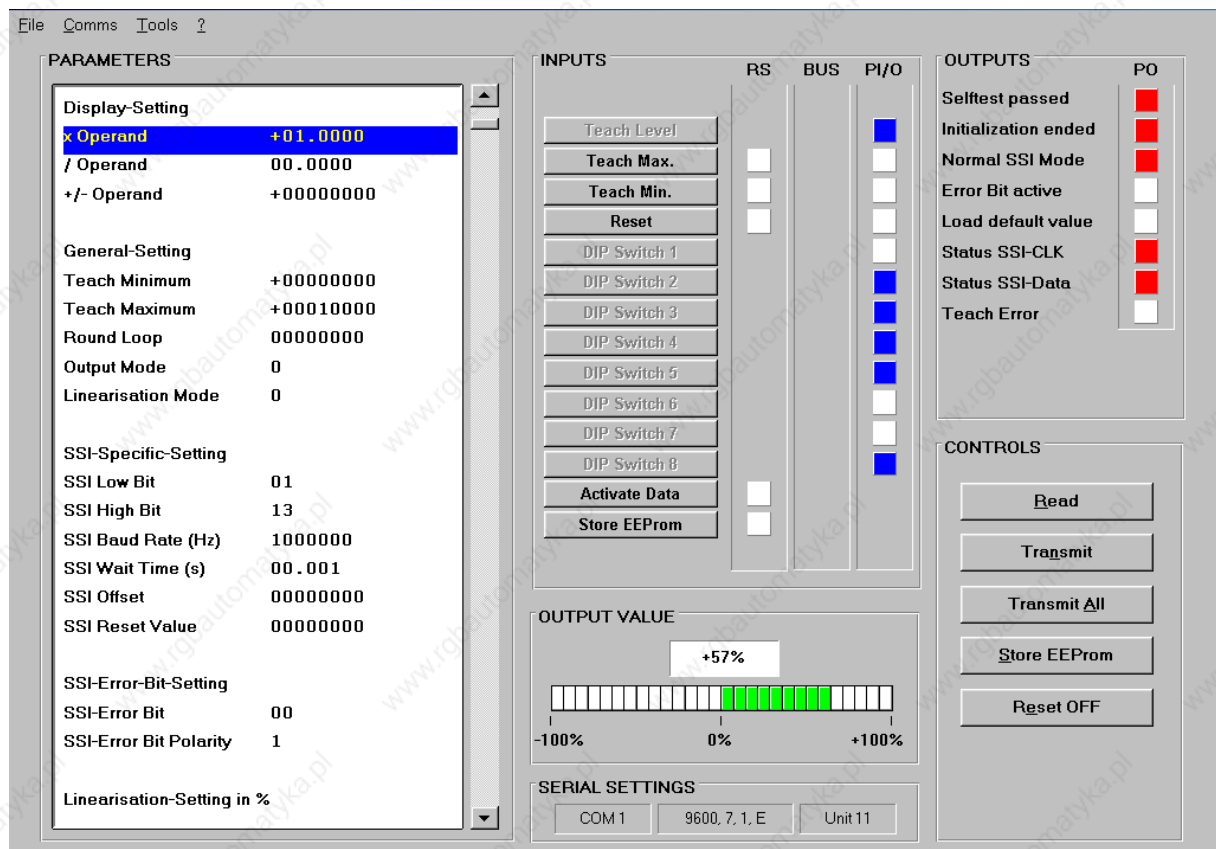 File Comms Tools ?
PARAMETERS
Display-Setting
x Operand +01.0000
/ Operand 00.0000
+/- Operand +00000000
General-Setting
Teach Minimum +00000000
Teach Maximum +00010000
Round Loop 00000000
Output Mode 0
Linearisation Mode 0
SSI-Specific-Setting
SSI Low Bit 01
SSI High Bit 13
SSI Baud Rate (Hz) 1000000
SSI Wait Time (s) 00.001
SSI Offset 00000000
SSI Reset Value 00000000
SSI-Error-Bit-Setting
SSI-Error Bit 00
SSI-Error Bit Polarity 1
Linearisation-Setting in %
INPUTS
RS BUS PI/O
Teach Level
Teach Max.
Teach Min.
Reset
DIP Switch 1
DIP Switch 2
DIP Switch 3
DIP Switch 4
DIP Switch 5
DIP Switch 6
DIP Switch 7
DIP Switch 8
Activate Data
Store EEProm
OUTPUT VALUE
+57%
-100% 0% +100%
SERIAL SETTINGS
COM 1 9600, 7, 1, E Unit 11
OUTPUTS
PO
Selftest passed
Initialization ended
Normal SSI Mode
Error Bit active
Load default value
Status SSI-CLK
Status SSI-Data
Teach Error
CONTROLS
Read
Transmit
Transmit All
Store EEProm
Reset OFF
www.rgbautomatyka.pl